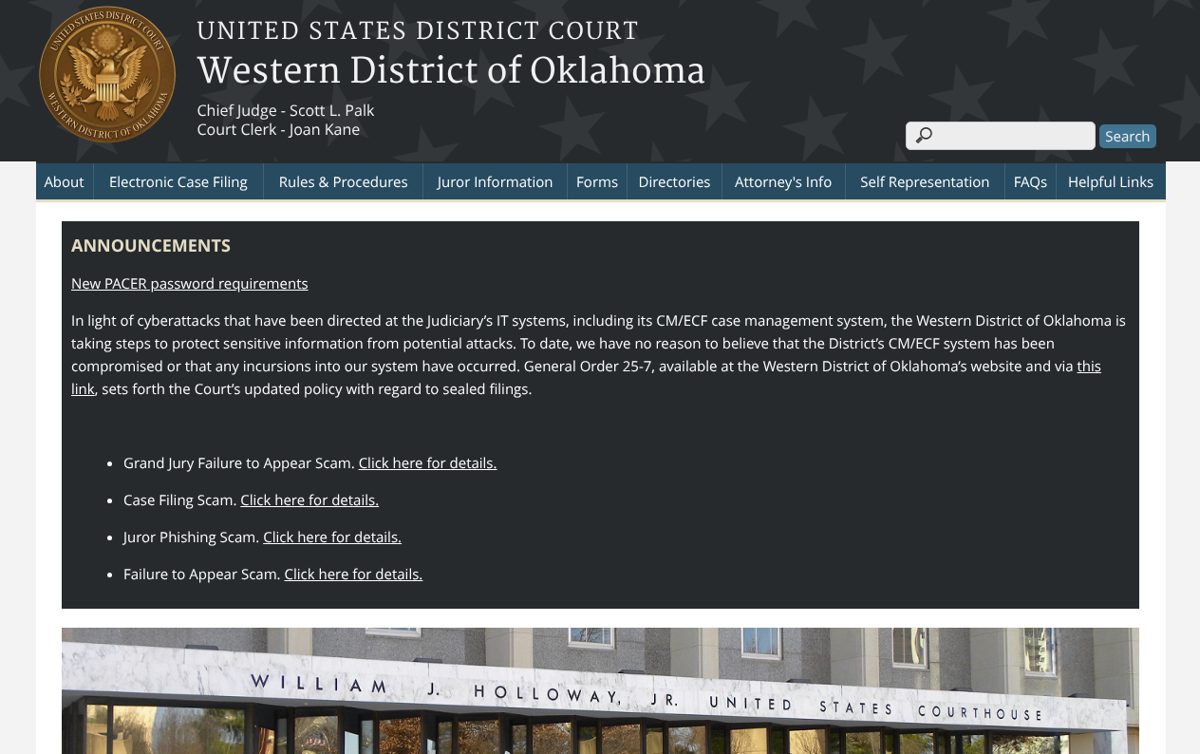 UNITED STATES DISTRICT COURT
WESTERN DISTRICT OF OKLAHOMA
UNITED STATES DISTRICT COURT
Western District of Oklahoma
Chief Judge - Scott L. Palk
Court Clerk - Joan Kane
Search
About Electronic Case Filing Rules & Procedures Juror Information Forms Directories Attorney's Info Self Representation FAQs Helpful Links
ANNOUNCEMENTS
New PACER password requirements
In light of cyberattacks that have been directed at the Judiciary’s IT systems, including its CM/ECF case management system, the Western District of Oklahoma is
taking steps to protect sensitive information from potential attacks. To date, we have no reason to believe that the District’s CM/ECF system has been
compromised or that any incursions into our system have occurred. General Order 25-7, available at the Western District of Oklahoma’s website and via this
link, sets forth the Court’s updated policy with regard to sealed filings.
• Grand Jury Failure to Appear Scam. Click here for details.
• Case Filing Scam. Click here for details.
• Juror Phishing Scam. Click here for details.
• Failure to Appear Scam. Click here for details.
WILLIAM J. HOLLOWAY, JR. UNITED STATES COURTHOUSE